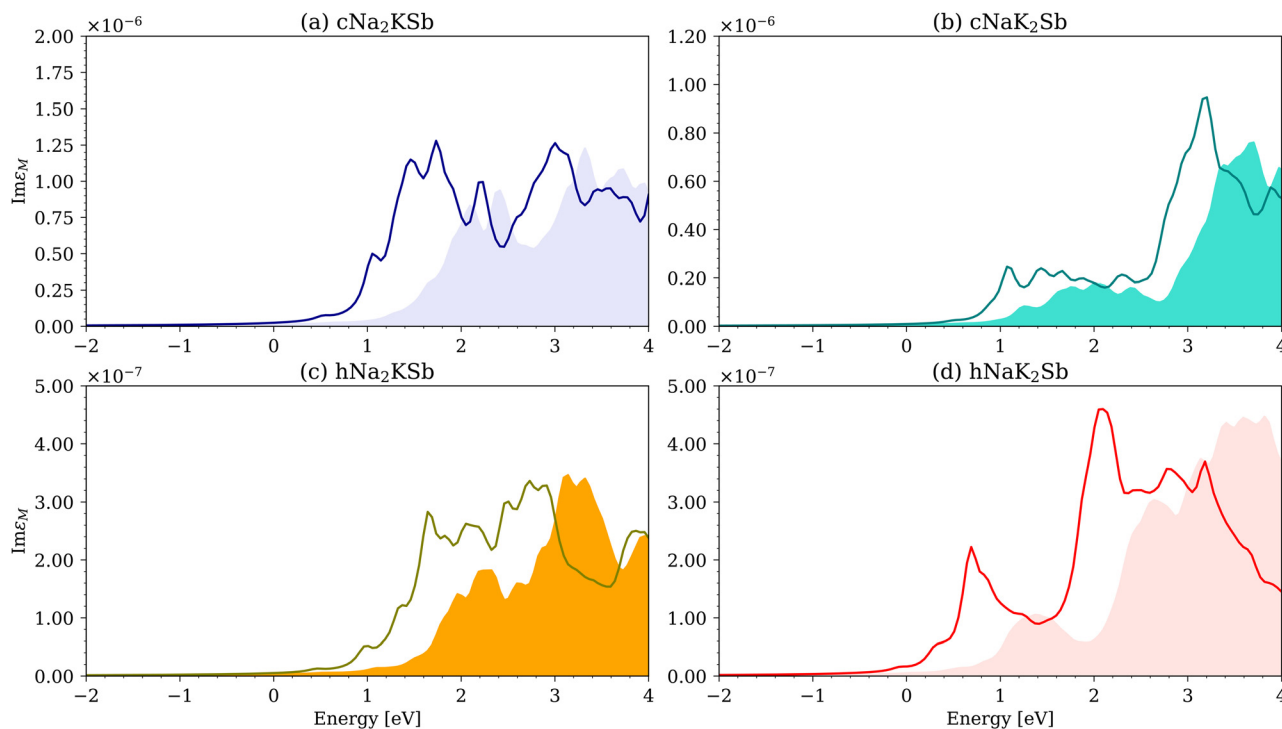 ×10⁻⁶ (a) cNa₂KSb
2.00
1.75
1.50
1.25
1.00
0.75
0.50
0.25
0.00
Imε_M
−2 −1 0 1 2 3 4
×10⁻⁶ (b) cNaK₂Sb
1.20
1.00
0.80
0.60
0.40
0.20
0.00
−2 −1 0 1 2 3 4
×10⁻⁷ (c) hNa₂KSb
5.00
4.00
3.00
2.00
1.00
0.00
Imε_M
−2 −1 0 1 2 3 4
Energy [eV]
×10⁻⁷ (d) hNaK₂Sb
5.00
4.00
3.00
2.00
1.00
0.00
−2 −1 0 1 2 3 4
Energy [eV]